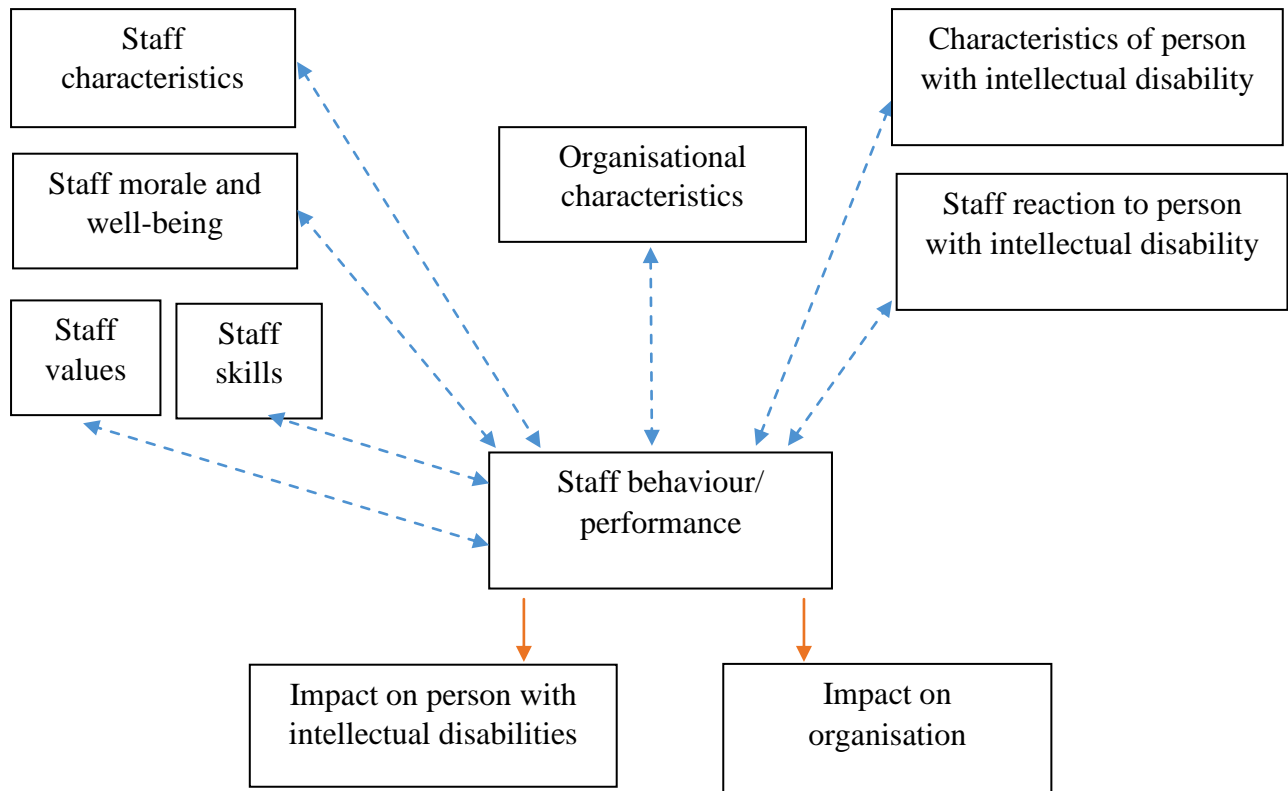 Staff
characteristics
Characteristics of person
with intellectual disability
Organisational
characteristics
Staff morale and
well-being
Staff reaction to person
with intellectual disability
Staff
values
Staff
skills
Staff behaviour/
performance
Impact on person with
intellectual disabilities
Impact on
organisation